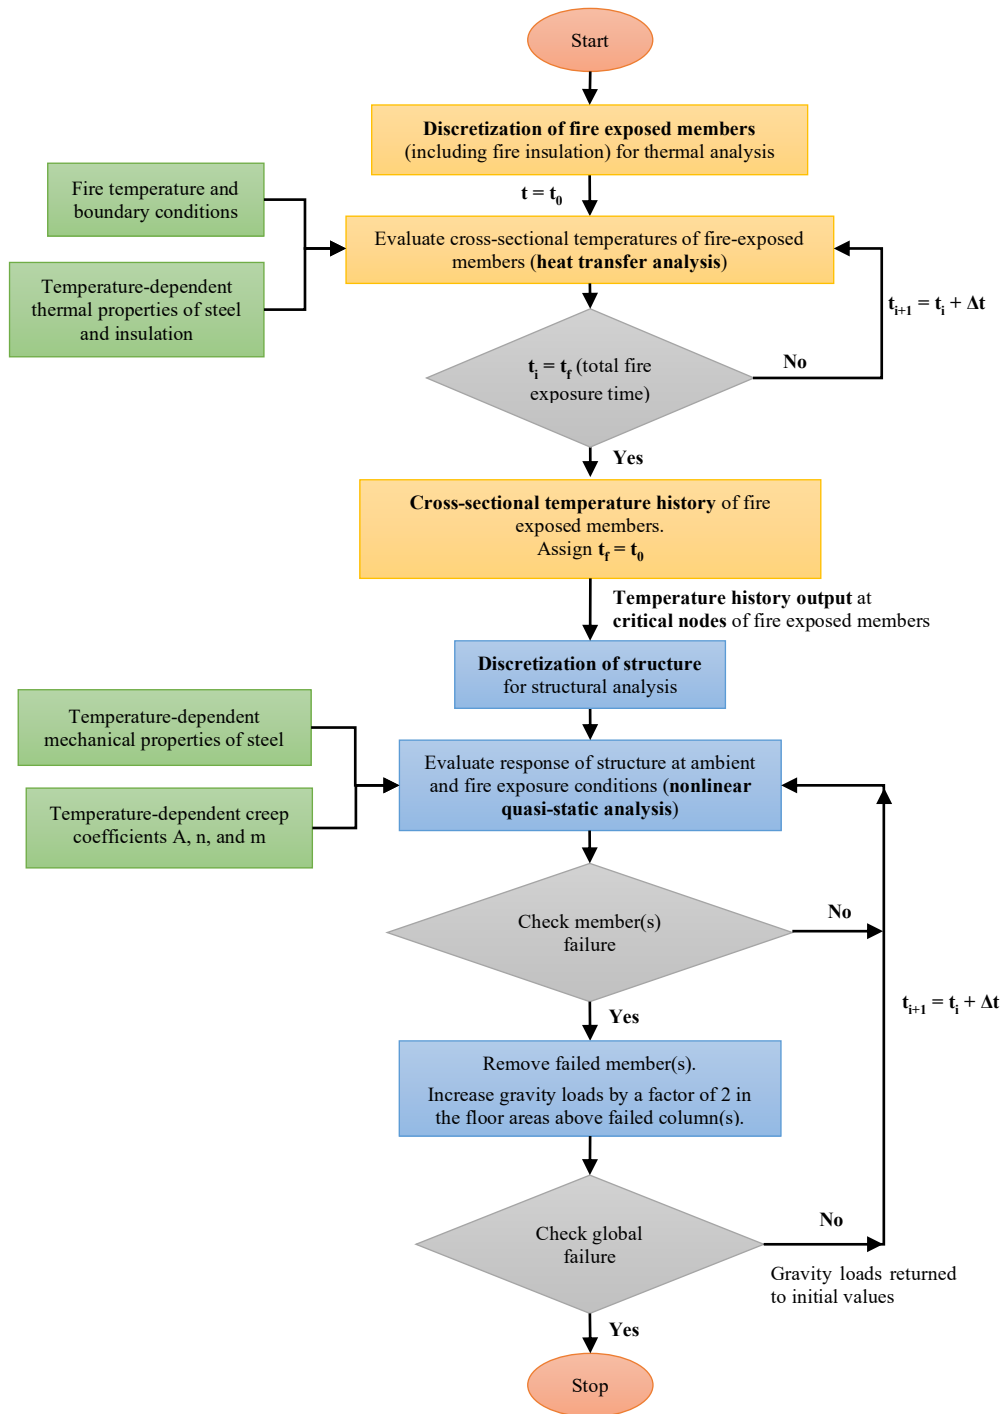 Start
Discretization of fire exposed members
(including fire insulation) for thermal analysis
t = t₀
Fire temperature and
boundary conditions
Evaluate cross-sectional temperatures of fire-exposed
members (heat transfer analysis)
Temperature-dependent
thermal properties of steel
and insulation
tᵢ₊₁ = tᵢ + Δt
tᵢ = t_f (total fire
exposure time)
No
Yes
Cross-sectional temperature history of fire
exposed members.
Assign t_f = t₀
Temperature history output at
critical nodes of fire exposed members
Discretization of structure
for structural analysis
Temperature-dependent
mechanical properties of steel
Evaluate response of structure at ambient
and fire exposure conditions (nonlinear
quasi-static analysis)
Temperature-dependent creep
coefficients A, n, and m
Check member(s)
failure
No
Yes
tᵢ₊₁ = tᵢ + Δt
Remove failed member(s).
Increase gravity loads by a factor of 2 in
the floor areas above failed column(s).
Check global
failure
No
Gravity loads returned
to initial values
Yes
Stop